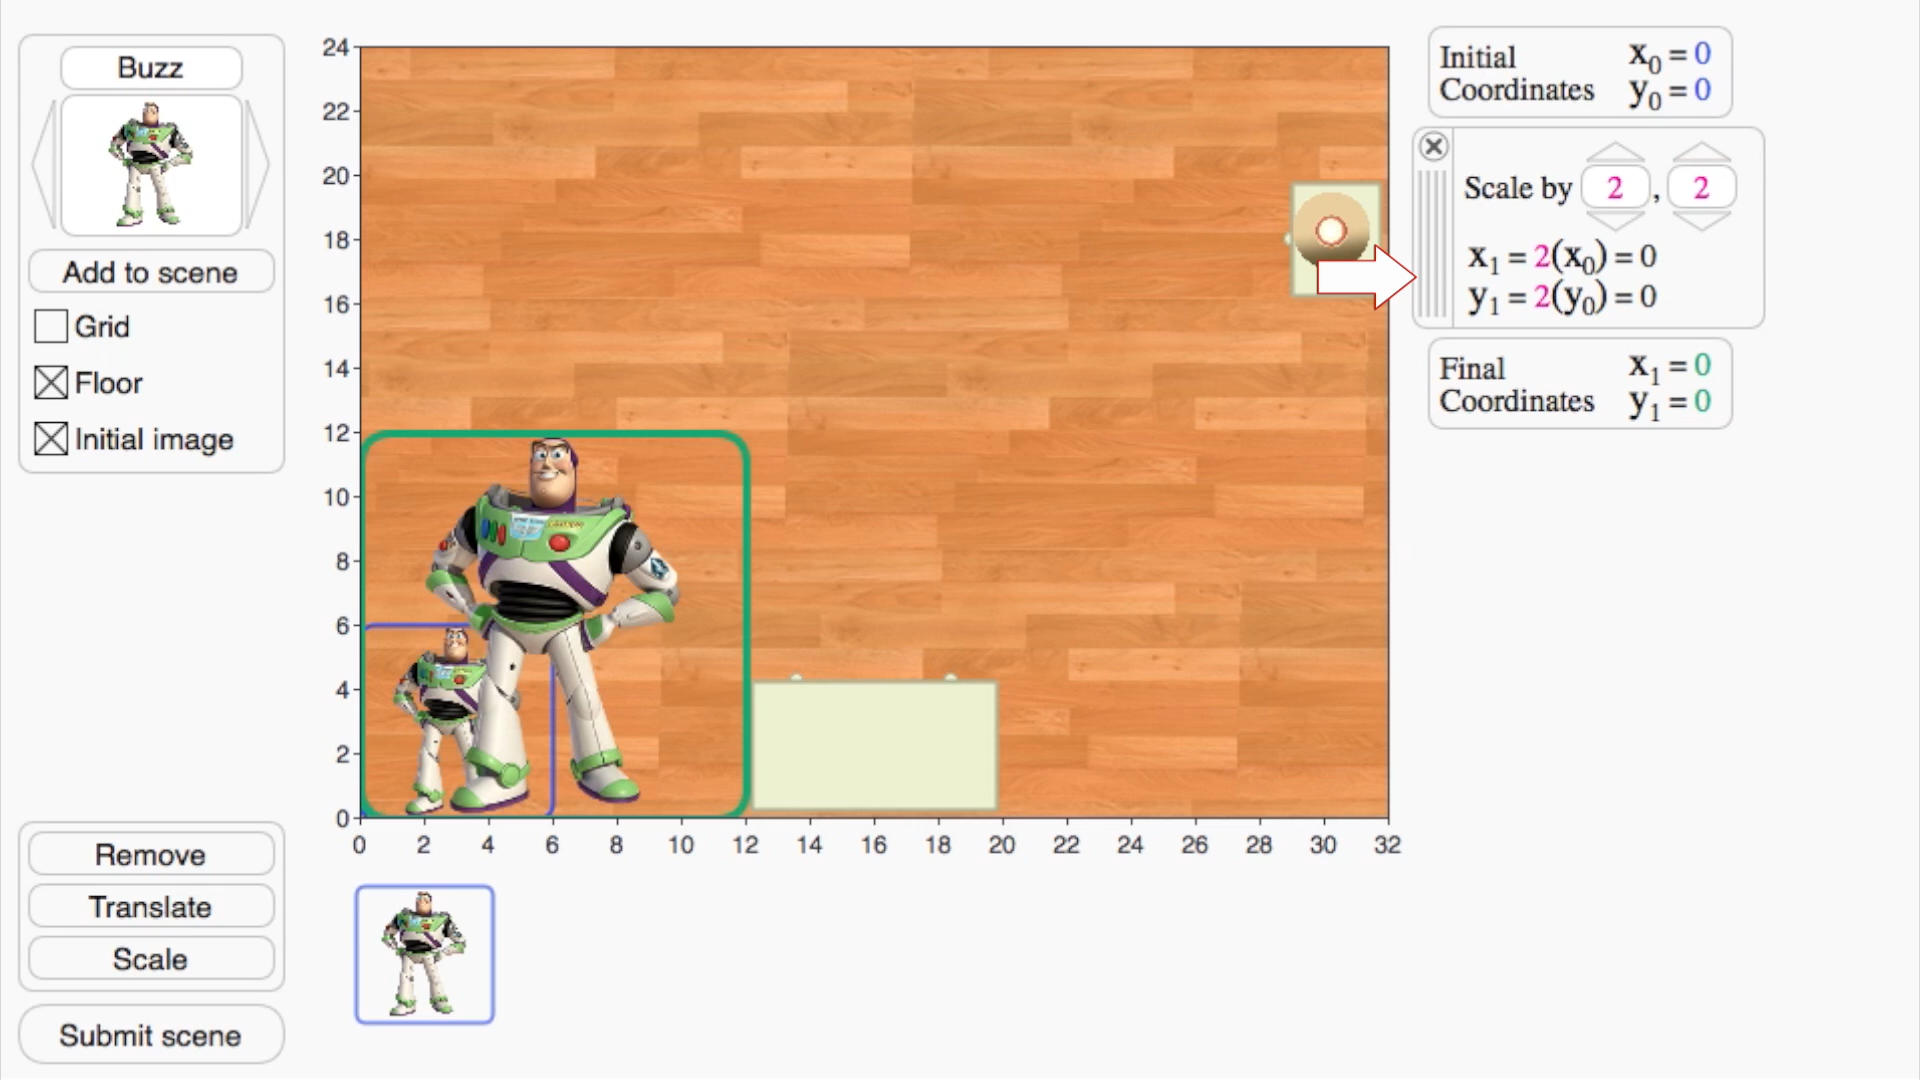 Buzz
Add to scene
Grid
Floor
Initial image
Remove
Translate
Scale
Submit scene
24
22
20
18
16
14
12
10
8
6
4
2
0
0 2 4 6 8 10 12 14 16 18 20 22 24 26 28 30 32
Initial Coordinates
x₀ = 0
y₀ = 0
Scale by 2 , 2
x₁ = 2(x₀) = 0
y₁ = 2(y₀) = 0
Final Coordinates
x₁ = 0
y₁ = 0